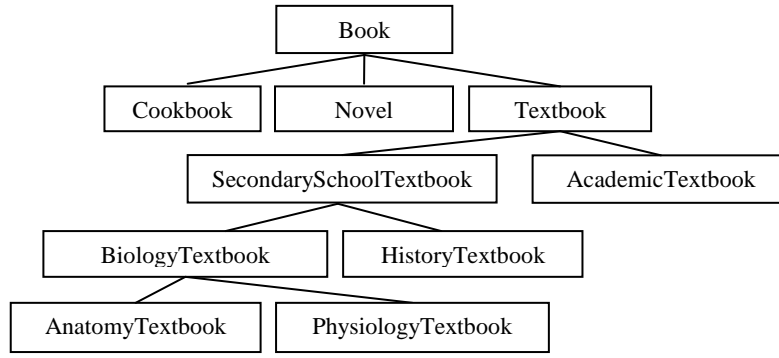 Book
Cookbook
Novel
Textbook
SecondarySchoolTextbook
AcademicTextbook
BiologyTextbook
HistoryTextbook
AnatomyTextbook
PhysiologyTextbook